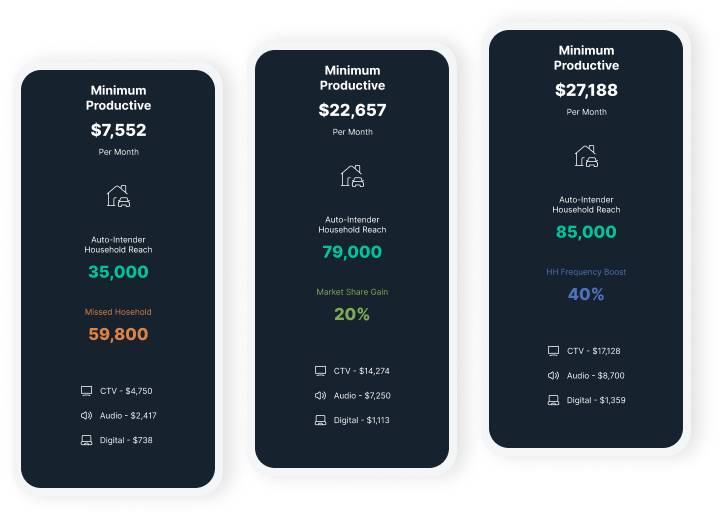 Minimum
Productive
$7,552
Per Month
Auto-Intender
Household Reach
35,000
Missed Hosehold
59,800
CTV - $4,750
Audio - $2,417
Digital - $738
Minimum
Productive
$22,657
Per Month
Auto-Intender
Household Reach
79,000
Market Share Gain
20%
CTV - $14,274
Audio - $7,250
Digital - $1,113
Minimum
Productive
$27,188
Per Month
Auto-Intender
Household Reach
85,000
HH Frequency Boost
40%
CTV - $17,128
Audio - $8,700
Digital - $1,359